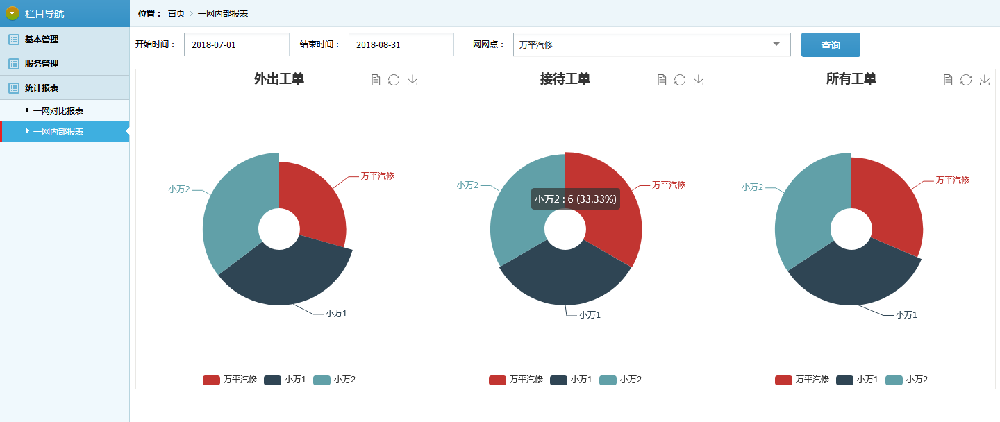 栏目导航
基本管理
服务管理
统计报表
一网对比报表
一网内部报表
位置： 首页 > 一网内部报表
开始时间： 2018-07-01 结束时间： 2018-08-31 一网网点： 万平汽修 查询
外出工单
小万2
万平汽修
小万1
万平汽修 小万1 小万2
接待工单
小万2
万平汽修
小万2 : 6 (33.33%)
小万1
万平汽修 小万1 小万2
所有工单
小万2
万平汽修
小万1
万平汽修 小万1 小万2